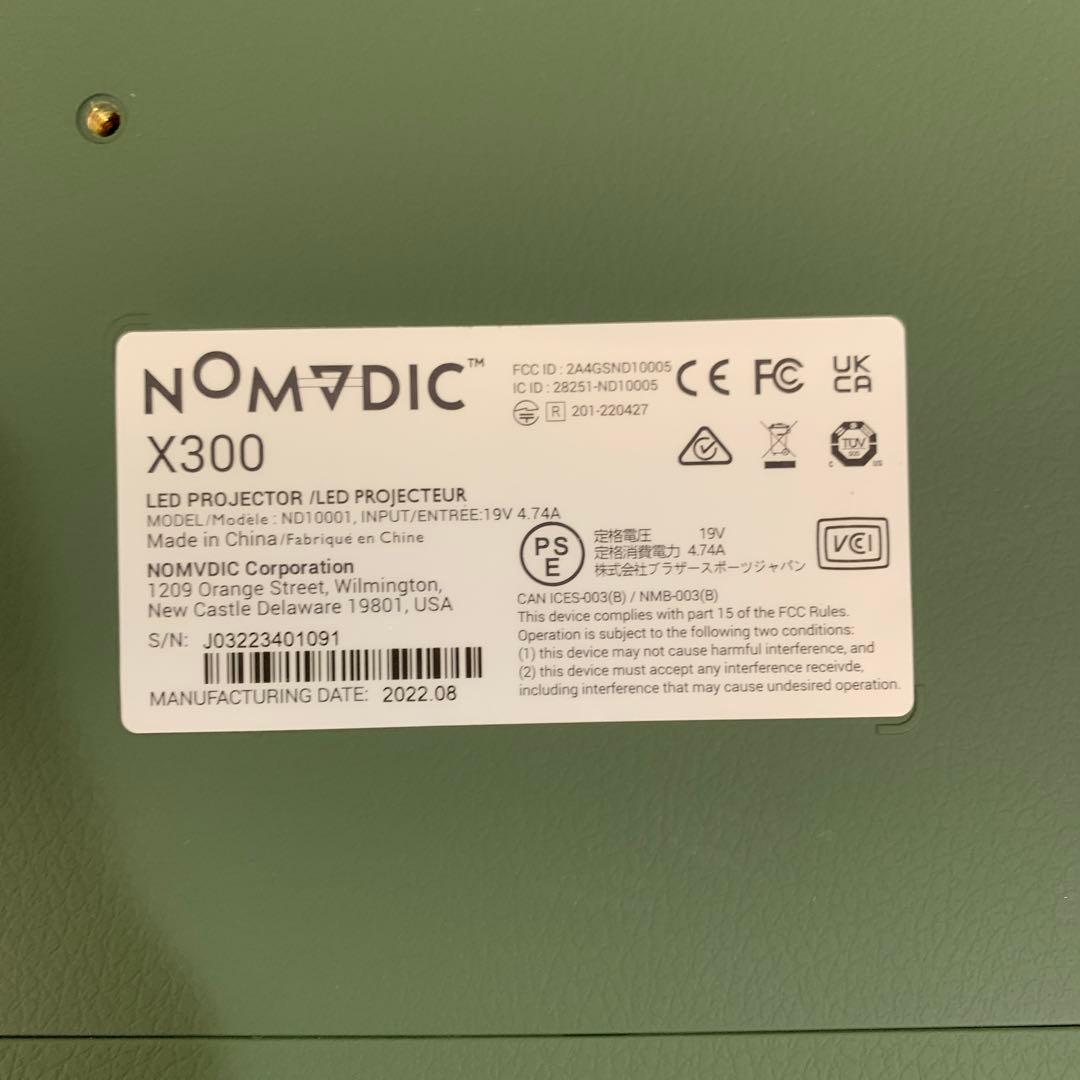 NOMVDIC™
X300
LED PROJECTOR /LED PROJECTEUR
MODEL/Modèle : ND10001, INPUT/ENTRÉE:19V 4.74A
Made in China/Fabriqué en Chine
NOMVDIC Corporation
1209 Orange Street, Wilmington,
New Castle Delaware 19801, USA
S/N: J03223401091
MANUFACTURING DATE: 2022.08
FCC ID : 2A4GSND10005
IC ID : 28251-ND10005
R 201-220427
CE FC UK CA
TÜV
C US
PS E
定格電圧 19V
定格消費電力 4.74A
株式会社ブラザースポーツジャパン
VCI
CAN ICES-003(B) / NMB-003(B)
This device complies with part 15 of the FCC Rules.
Operation is subject to the following two conditions:
(1) this device may not cause harmful interference, and
(2) this device must accept any interference receivde,
including interference that may cause undesired operation.